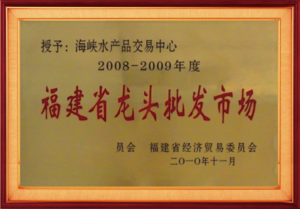 授予：海峡水产品交易中心
2008-2009年度
福建省龙头批发市场
员会 福建省经济贸易委员会
二〇一〇年十一月